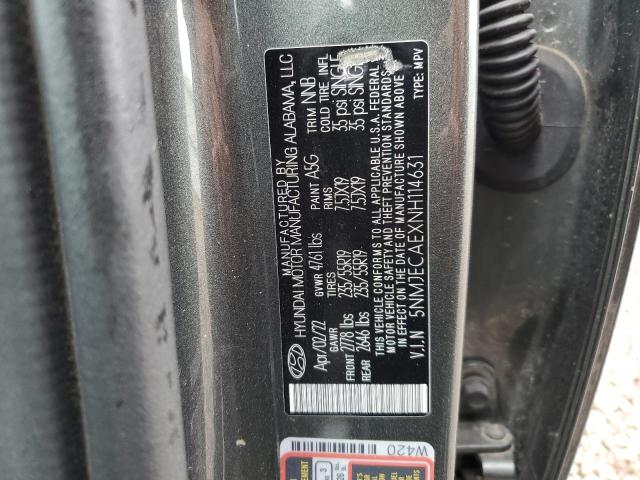 MANUFACTURED BY
HYUNDAI MOTOR MANUFACTURING ALABAMA, LLC
Apr/02/22 GVWR 4761 lbs PAINT A5G TRIM NNB
GAWR TIRES RIMS COLD TIRE INFL
FRONT 2778 lbs 235/55R19 7.5JX19 35 psi SINGLE
REAR 2646 lbs 235/55R19 7.5JX19 35 psi SINGLE
THIS VEHICLE CONFORMS TO ALL APPLICABLE U.S.A. FEDERAL
MOTOR VEHICLE SAFETY AND THEFT PREVENTION STANDARDS
IN EFFECT ON THE DATE OF MANUFACTURE SHOWN ABOVE
V.I.N 5NMJECAEXNH114631 TYPE: MPV
W420
3